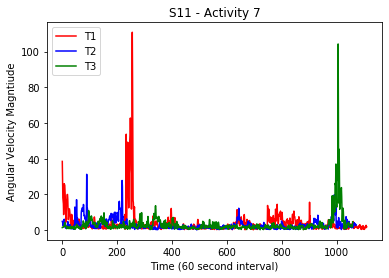 S11 - Activity 7
T1
T2
T3
Angular Velocity Magntiude
100
80
60
40
20
0
0 200 400 600 800 1000
Time (60 second interval)